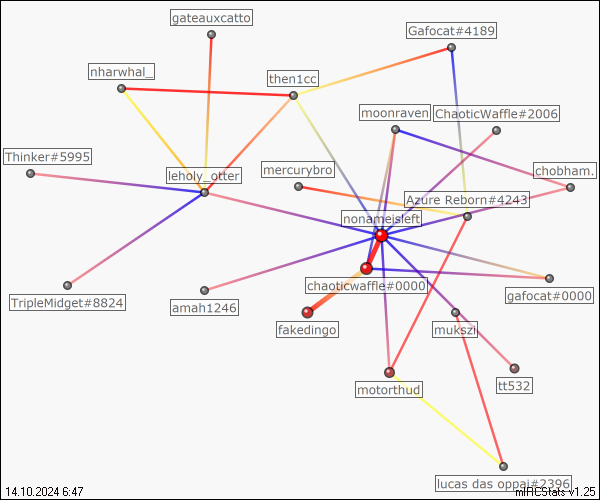 gateauxcatto
Gafocat#4189
nharwhal_
then1cc
moonraven
ChaoticWaffle#2006
Thinker#5995
mercurybro
chobham.
leholy_otter
Azure Reborn#4243
nonameisleft
chaoticwaffle#0000
gafocat#0000
TripleMidget#8824
amah1246
fakedingo
mukszi
tt532
motorthud
lucas das oppai#2396
14.10.2024 6:47
mIRCStats v1.25